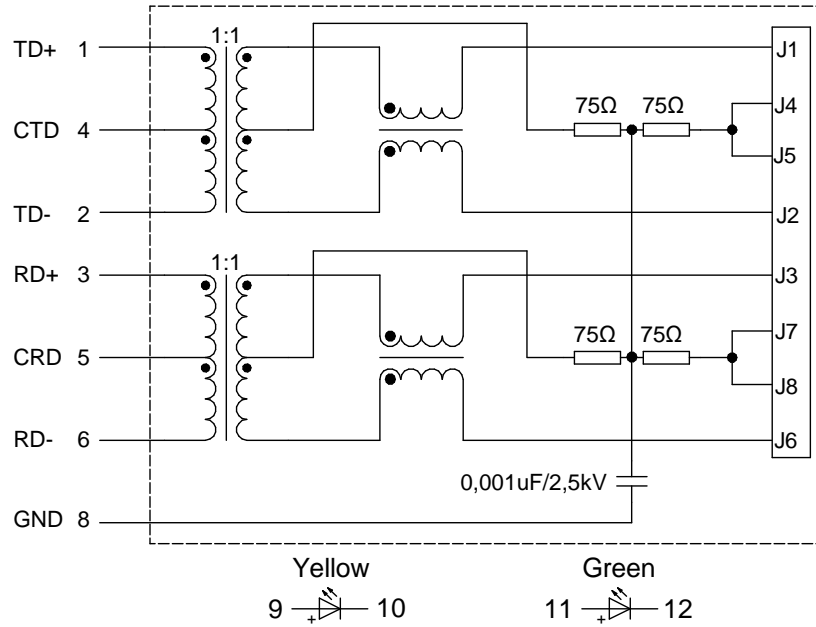 1:1
TD+ 1
J1
75Ω 75Ω
J4
CTD 4
J5
TD- 2
J2
1:1
RD+ 3
J3
75Ω 75Ω
J7
CRD 5
J8
RD- 6
J6
0,001uF/2,5kV
GND 8
Yellow
Green
9 + 10
11 + 12